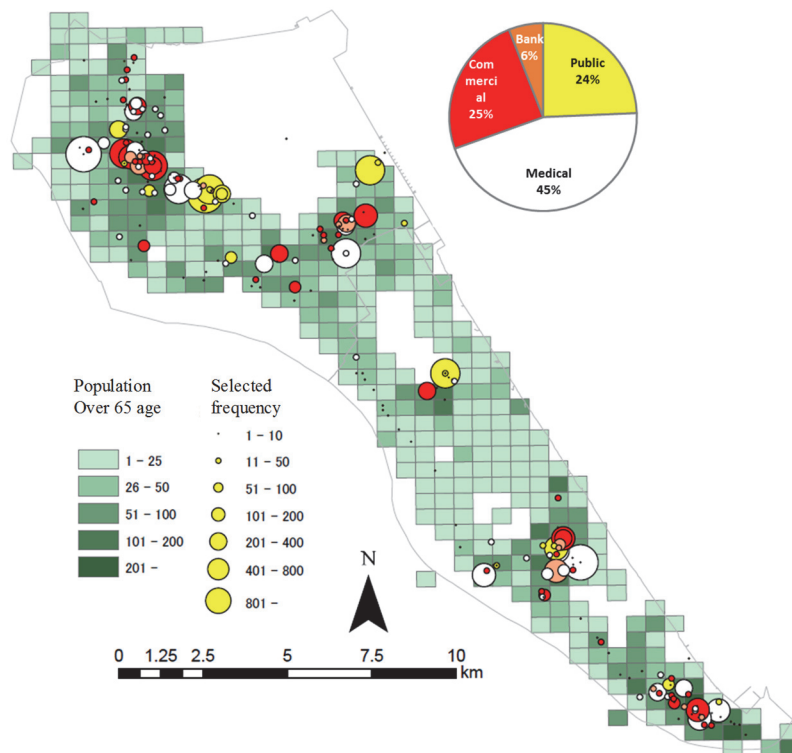 Bank
6%
Public
24%
Com
merci
al
25%
Medical
45%
Population
Over 65 age
1 - 25
26 - 50
51 - 100
101 - 200
201 -
Selected
frequency
1 - 10
11 - 50
51 - 100
101 - 200
201 - 400
401 - 800
801 -
N
0 1.25 2.5 5 7.5 10
km